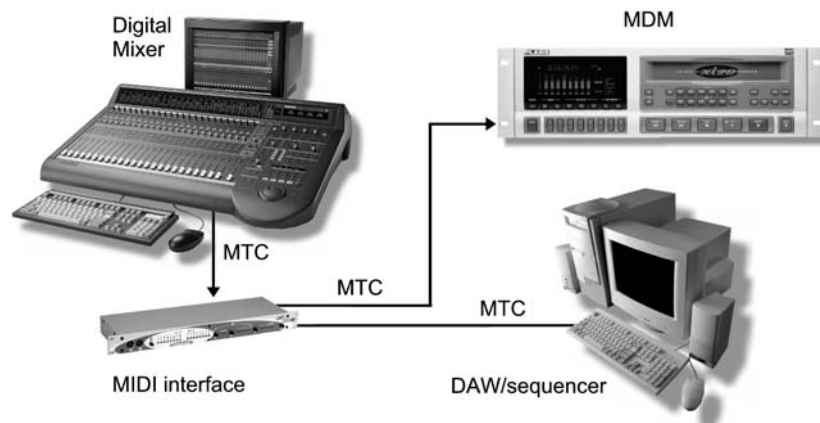 Digital
Mixer
MDM
MTC
MTC
MTC
MIDI interface
DAW/sequencer